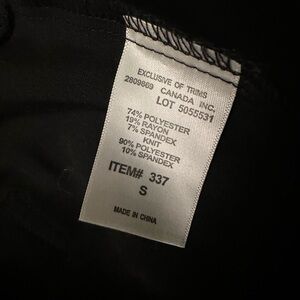 EXCLUSIVE OF TRIMS
2809869 CANADA INC.
LOT 5055531
74% POLYESTER
19% RAYON
7% SPANDEX
KNIT
90% POLYESTER
10% SPANDEX
ITEM# 337
S
MADE IN CHINA